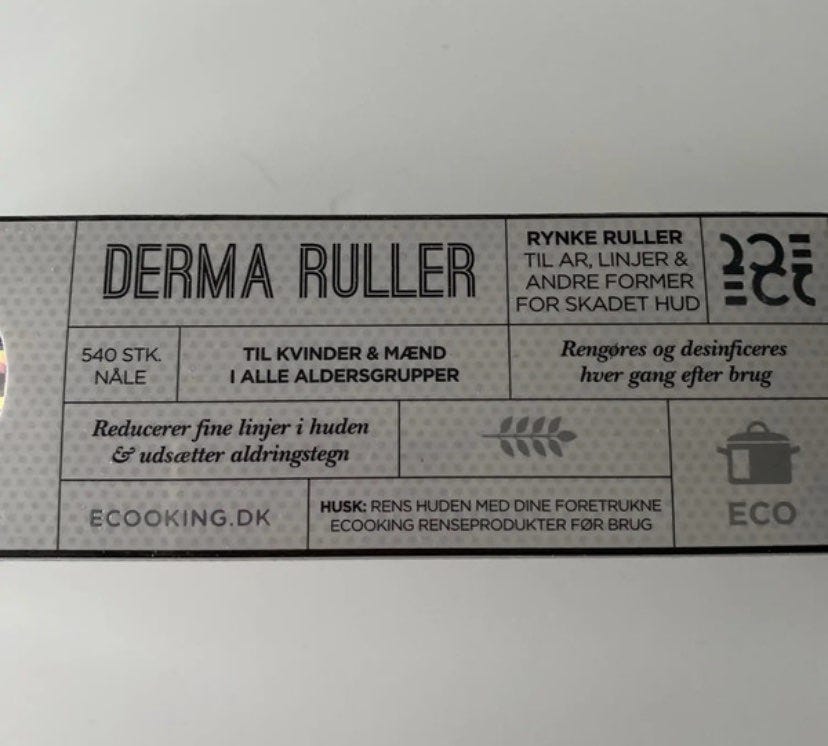 DERMA RULLER
RYNKE RULLER
TIL AR, LINJER &
ANDRE FORMER
FOR SKADET HUD
540 STK.
NÅLE
TIL KVINDER & MÆND
I ALLE ALDERSGRUPPER
Rengøres og desinficeres
hver gang efter brug
Reducerer fine linjer i huden
& udsætter aldringstegn
ECOOKING.DK
HUSK: RENS HUDEN MED DINE FORETRUKNE
ECOOKING RENSEPRODUKTER FØR BRUG
ECO